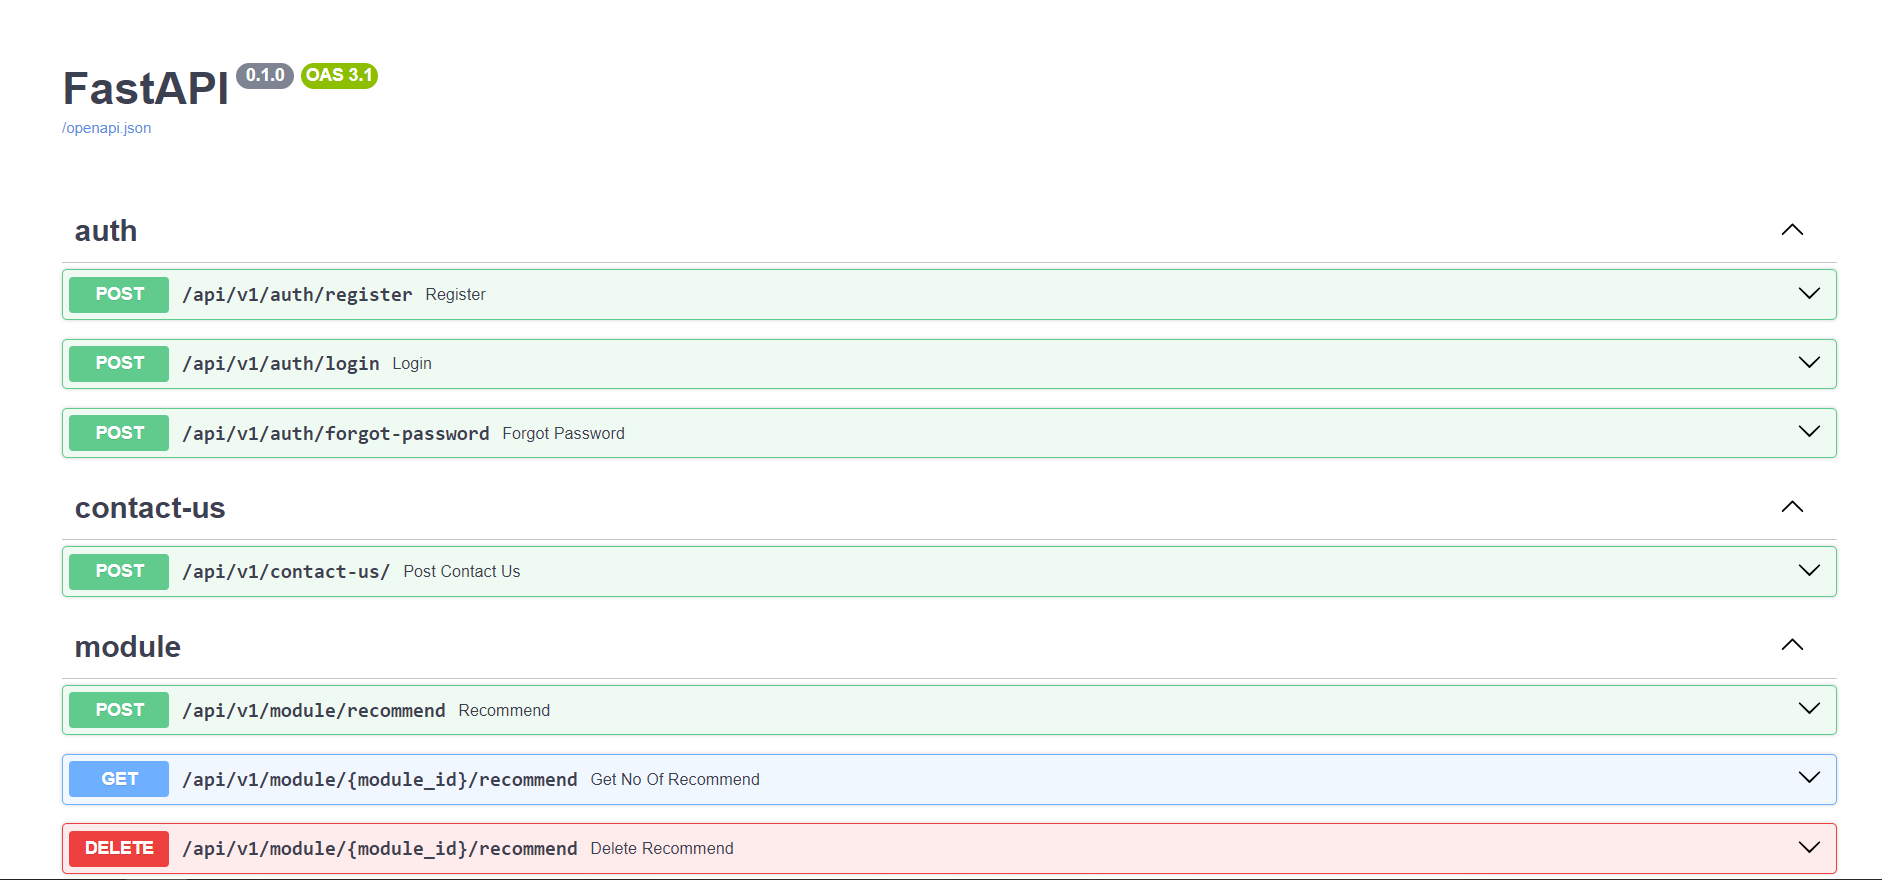 FastAPI 0.1.0 OAS 3.1
/openapi.json
auth
POST /api/v1/auth/register Register
POST /api/v1/auth/login Login
POST /api/v1/auth/forgot-password Forgot Password
contact-us
POST /api/v1/contact-us/ Post Contact Us
module
POST /api/v1/module/recommend Recommend
GET /api/v1/module/{module_id}/recommend Get No Of Recommend
DELETE /api/v1/module/{module_id}/recommend Delete Recommend